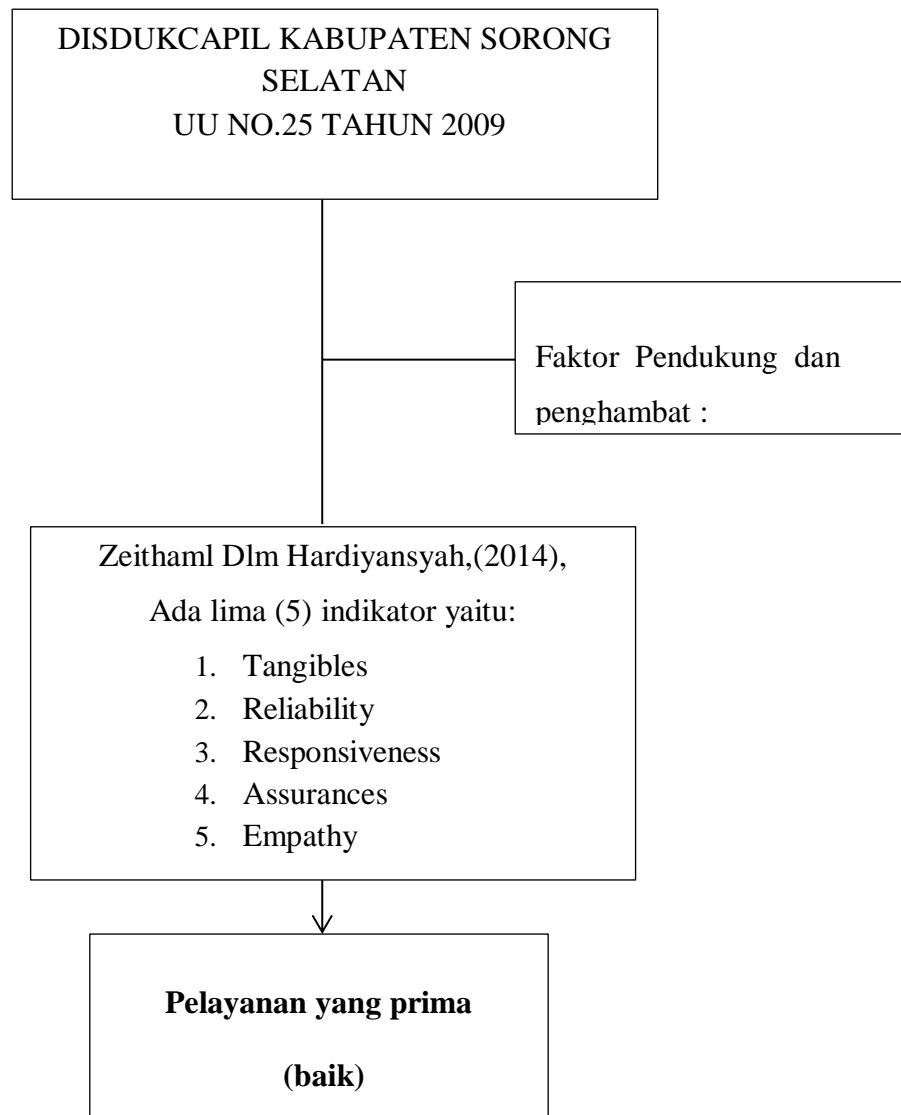 DISDUKCAPIL KABUPATEN SORONG
SELATAN
UU NO.25 TAHUN 2009
Faktor Pendukung dan
penghambat :
Zeithaml Dlm Hardiyansyah,(2014),
Ada lima (5) indikator yaitu:
1. Tangibles
2. Reliability
3. Responsiveness
4. Assurances
5. Empathy
Pelayanan yang prima
(baik)